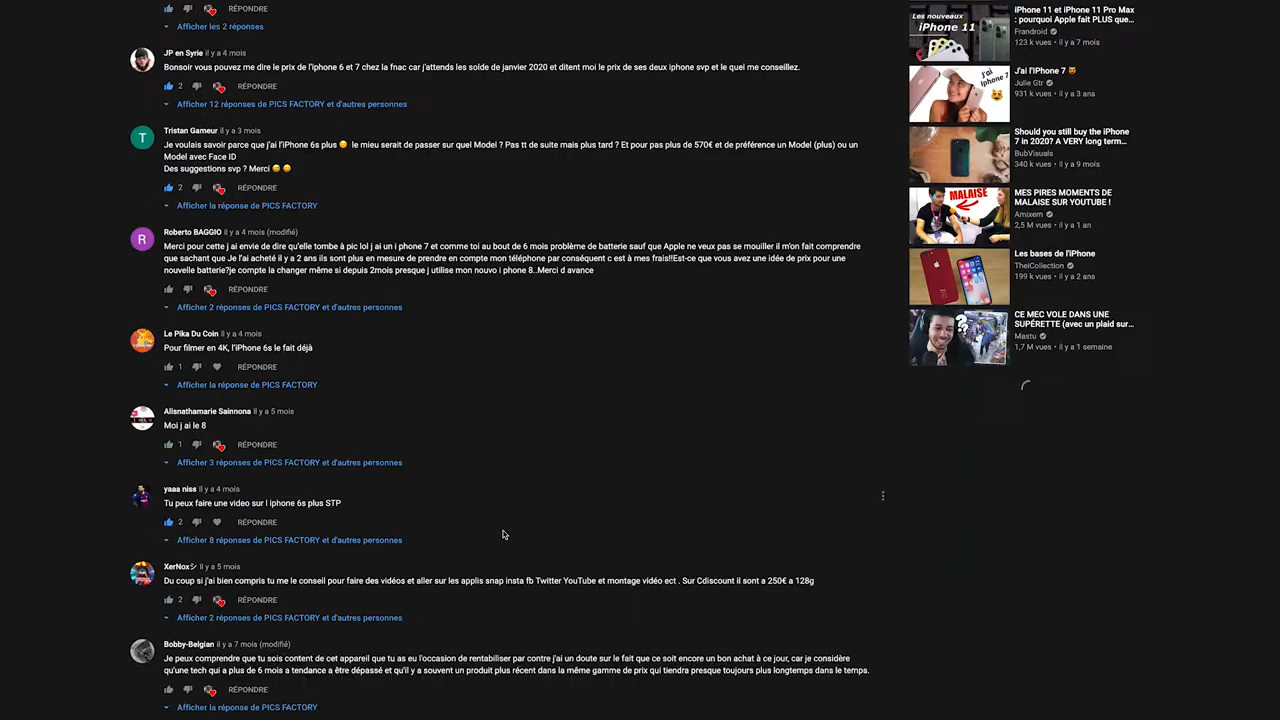 RÉPONDRE
Afficher les 2 réponses
JP en Syrie il y a 4 mois
Bonsoir vous pouvez me dire le prix de l'iphone 6 et 7 chez la fnac car j'attends les solde de janvier 2020 et ditent moi le prix de ses deux iphone svp et le quel me conseillez.
2 RÉPONDRE
Afficher 12 réponses de PICS FACTORY et d'autres personnes
T
Tristan Gameur il y a 3 mois
Je voulais savoir parce que j'ai l'iPhone 6s plus le mieu serait de passer sur quel Model ? Pas tt de suite mais plus tard ? Et pour pas plus de 570€ et de préférence un Model (plus) ou un
Model avec Face ID
Des suggestions svp ? Merci
2 RÉPONDRE
Afficher la réponse de PICS FACTORY
R
Roberto BAGGIO il y a 4 mois (modifié)
Merci pour cette j ai envie de dire qu'elle tombe à pic lol j ai un i phone 7 et comme toi au bout de 6 mois problème de batterie sauf que Apple ne veux pas se mouiller il m'on fait comprendre
que sachant que Je l'ai acheté il y a 2 ans ils sont plus en mesure de prendre en compte mon téléphone par conséquent c est à mes frais!!Est-ce que vous avez une idée de prix pour une
nouvelle batterie?je compte la changer même si depuis 2mois presque j utilise mon nouvo i phone 8..Merci d avance
RÉPONDRE
Afficher 2 réponses de PICS FACTORY et d'autres personnes
Le Pika Du Coin il y a 4 mois
Pour filmer en 4K, l'iPhone 6s le fait déjà
1 RÉPONDRE
Afficher la réponse de PICS FACTORY
Alisnathamarie Sainnona il y a 5 mois
Moi j ai le 8
1 RÉPONDRE
Afficher 3 réponses de PICS FACTORY et d'autres personnes
yaaa niss il y a 4 mois
Tu peux faire une video sur l iphone 6s plus STP
2 RÉPONDRE
Afficher 8 réponses de PICS FACTORY et d'autres personnes
XerNoxシ il y a 5 mois
Du coup si j'ai bien compris tu me le conseil pour faire des vidéos et aller sur les applis snap insta fb Twitter YouTube et montage vidéo ect . Sur Cdiscount il sont a 250€ a 128g
2 RÉPONDRE
Afficher 2 réponses de PICS FACTORY et d'autres personnes
Bobby-Belgian il y a 7 mois (modifié)
Je peux comprendre que tu sois content de cet appareil que tu as eu l'occasion de rentabiliser par contre j'ai un doute sur le fait que ce soit encore un bon achat à ce jour, car je considère
qu'une tech qui a plus de 6 mois a tendance a être dépassé et qu'il y a souvent un produit plus récent dans la même gamme de prix qui tiendra presque toujours plus longtemps dans le temps.
RÉPONDRE
Afficher la réponse de PICS FACTORY
Les nouveaux
iPhone 11
iPhone 11 et iPhone 11 Pro Max
: pourquoi Apple fait PLUS que...
Frandroid
123 k vues • il y a 7 mois
J'ai
iphone 7
J'ai l'IPhone 7
Julie Gtr
931 k vues • il y a 3 ans
Should you still buy the iPhone
7 in 2020? A VERY long term...
BubVisuals
340 k vues • il y a 9 mois
MALAISE
MES PIRES MOMENTS DE
MALAISE SUR YOUTUBE !
Amixem
2,5 M vues • il y a 1 an
Les bases de l'iPhone
TheiCollection
199 k vues • il y a 2 ans
??
CE MEC VOLE DANS UNE
SUPÉRETTE (avec un plaid sur...
Mastu
1,7 M vues • il y a 1 semaine